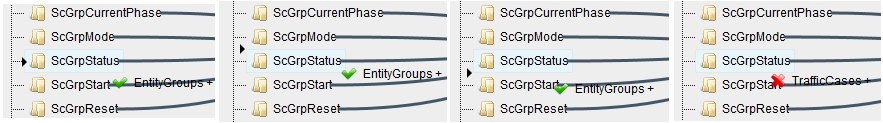 ScGrpCurrentPhase
ScGrpMode
ScGrpStatus
ScGrpStart
EntityGroups +
ScGrpReset
ScGrpCurrentPhase
ScGrpMode
ScGrpStatus
EntityGroups +
ScGrpStart
ScGrpReset
ScGrpCurrentPhase
ScGrpMode
ScGrpStatus
ScGrpStart
EntityGroups +
ScGrpReset
ScGrpCurrentPhase
ScGrpMode
ScGrpStatus
ScGrpStart
TrafficCases +
ScGrpReset